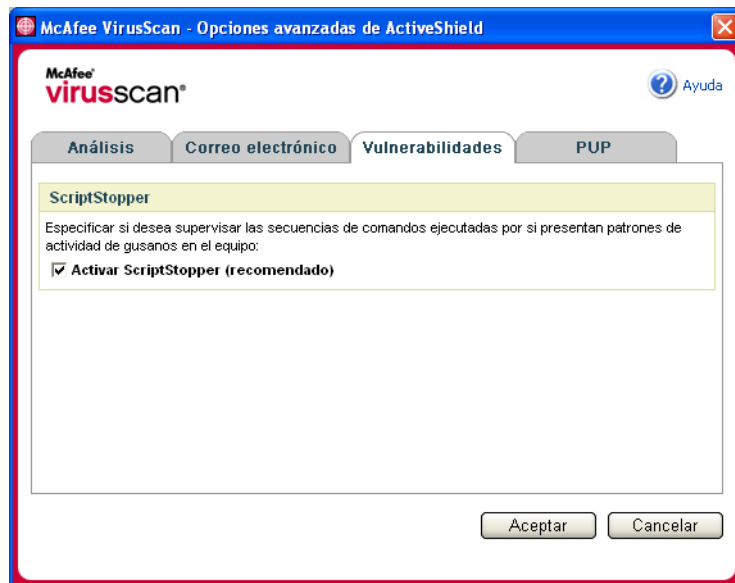 McAfee VirusScan - Opciones avanzadas de ActiveShield
McAfee®
virusscan®
Ayuda
Análisis
Correo electrónico
Vulnerabilidades
PUP
ScriptStopper
Especificar si desea supervisar las secuencias de comandos ejecutadas por si presentan patrones de
actividad de gusanos en el equipo:
Activar ScriptStopper (recomendado)
Aceptar
Cancelar